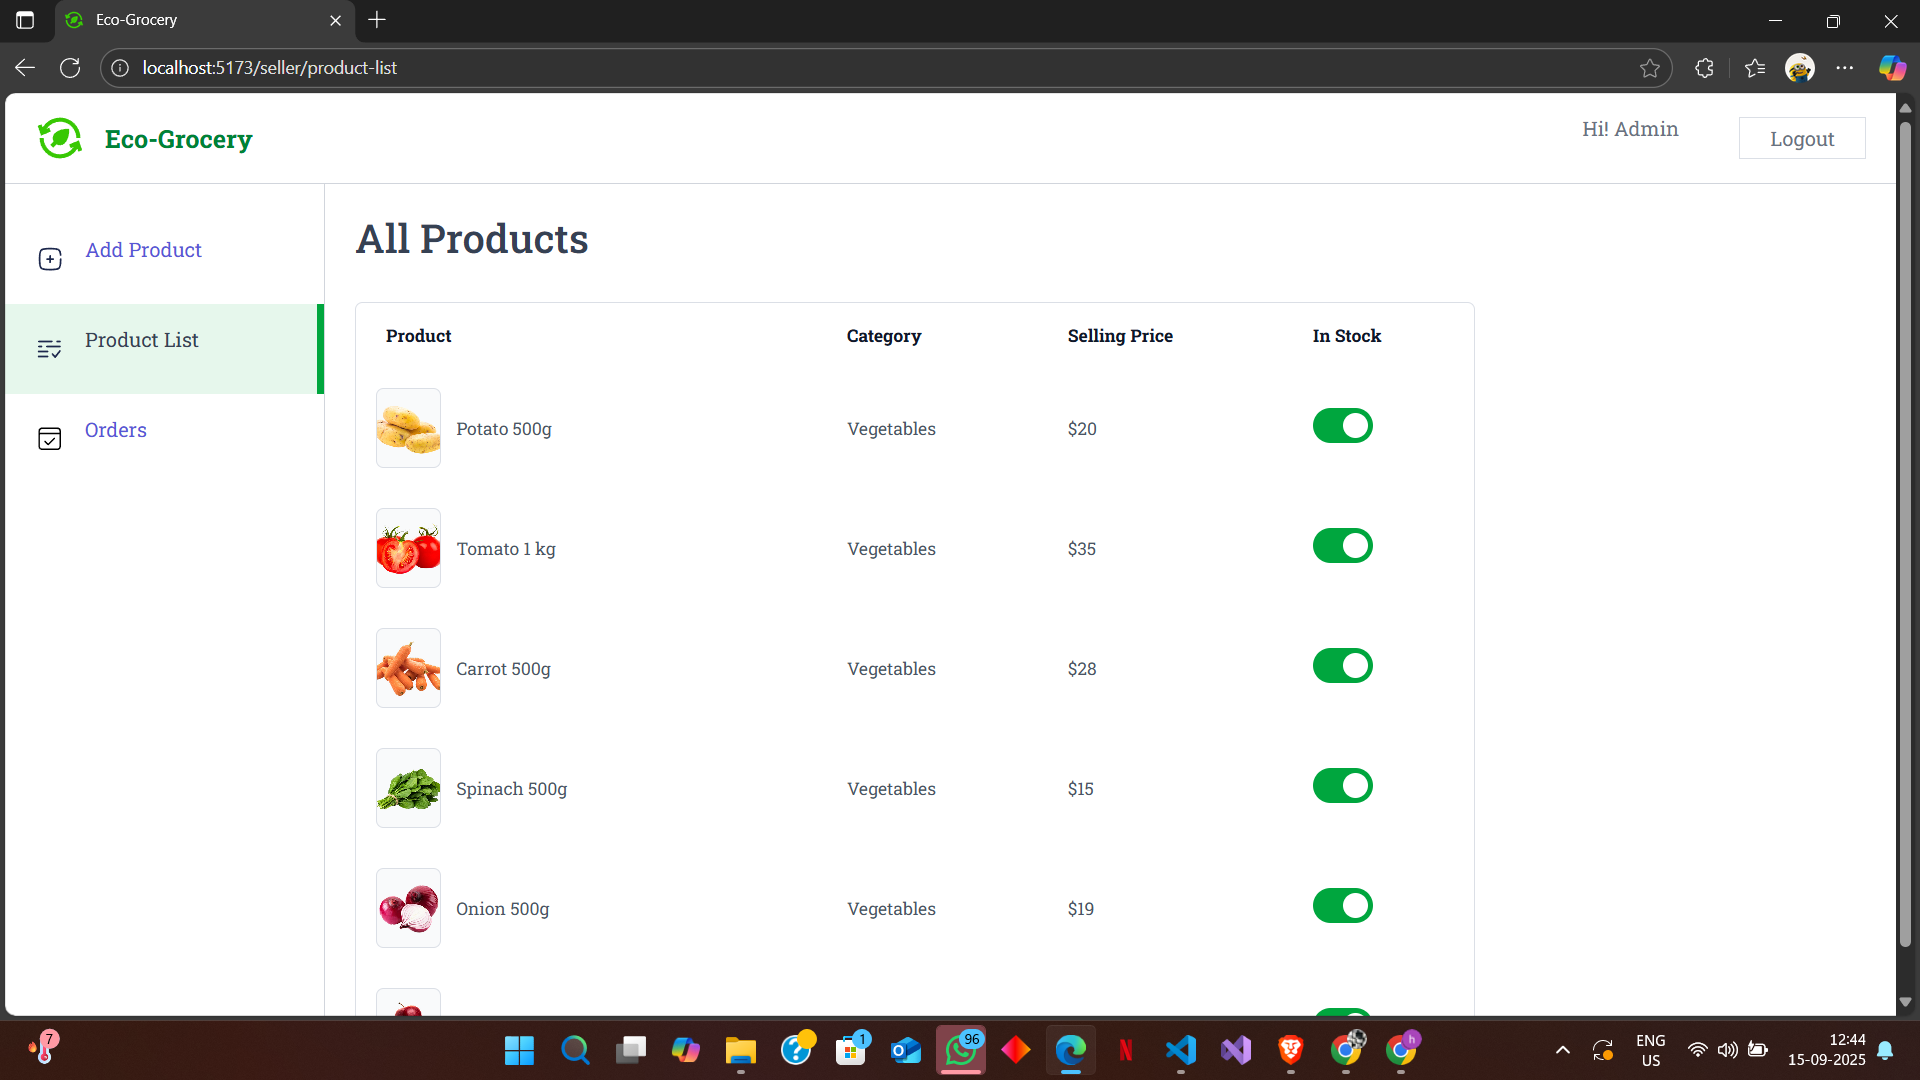 Eco-Grocery
localhost:5173/seller/product-list
Eco-Grocery
Hi! Admin
Logout
Add Product
Product List
Orders
All Products
Product Category Selling Price In Stock
Potato 500g Vegetables $20
Tomato 1 kg Vegetables $35
Carrot 500g Vegetables $28
Spinach 500g Vegetables $15
Onion 500g Vegetables $19
7
1
96
h
ENG
US
12:44
15-09-2025